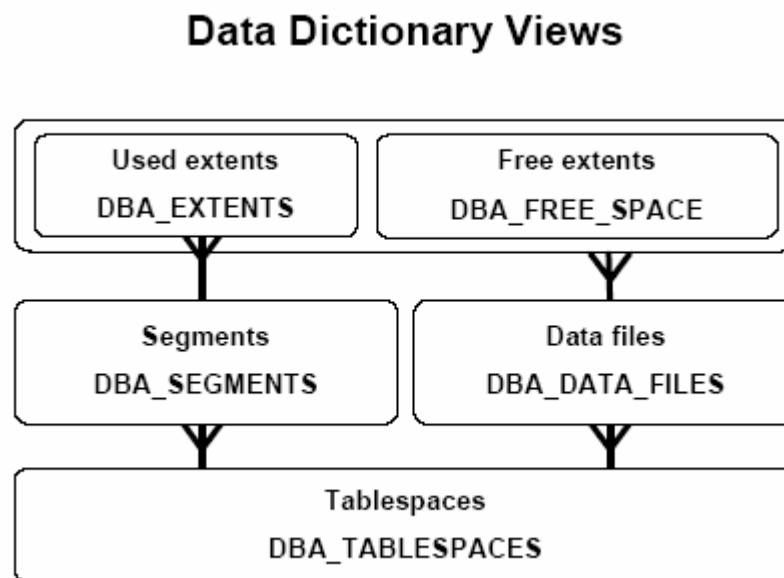 Data Dictionary Views
Used extents
DBA_EXTENTS
Free extents
DBA_FREE_SPACE
Segments
DBA_SEGMENTS
Data files
DBA_DATA_FILES
Tablespaces
DBA_TABLESPACES